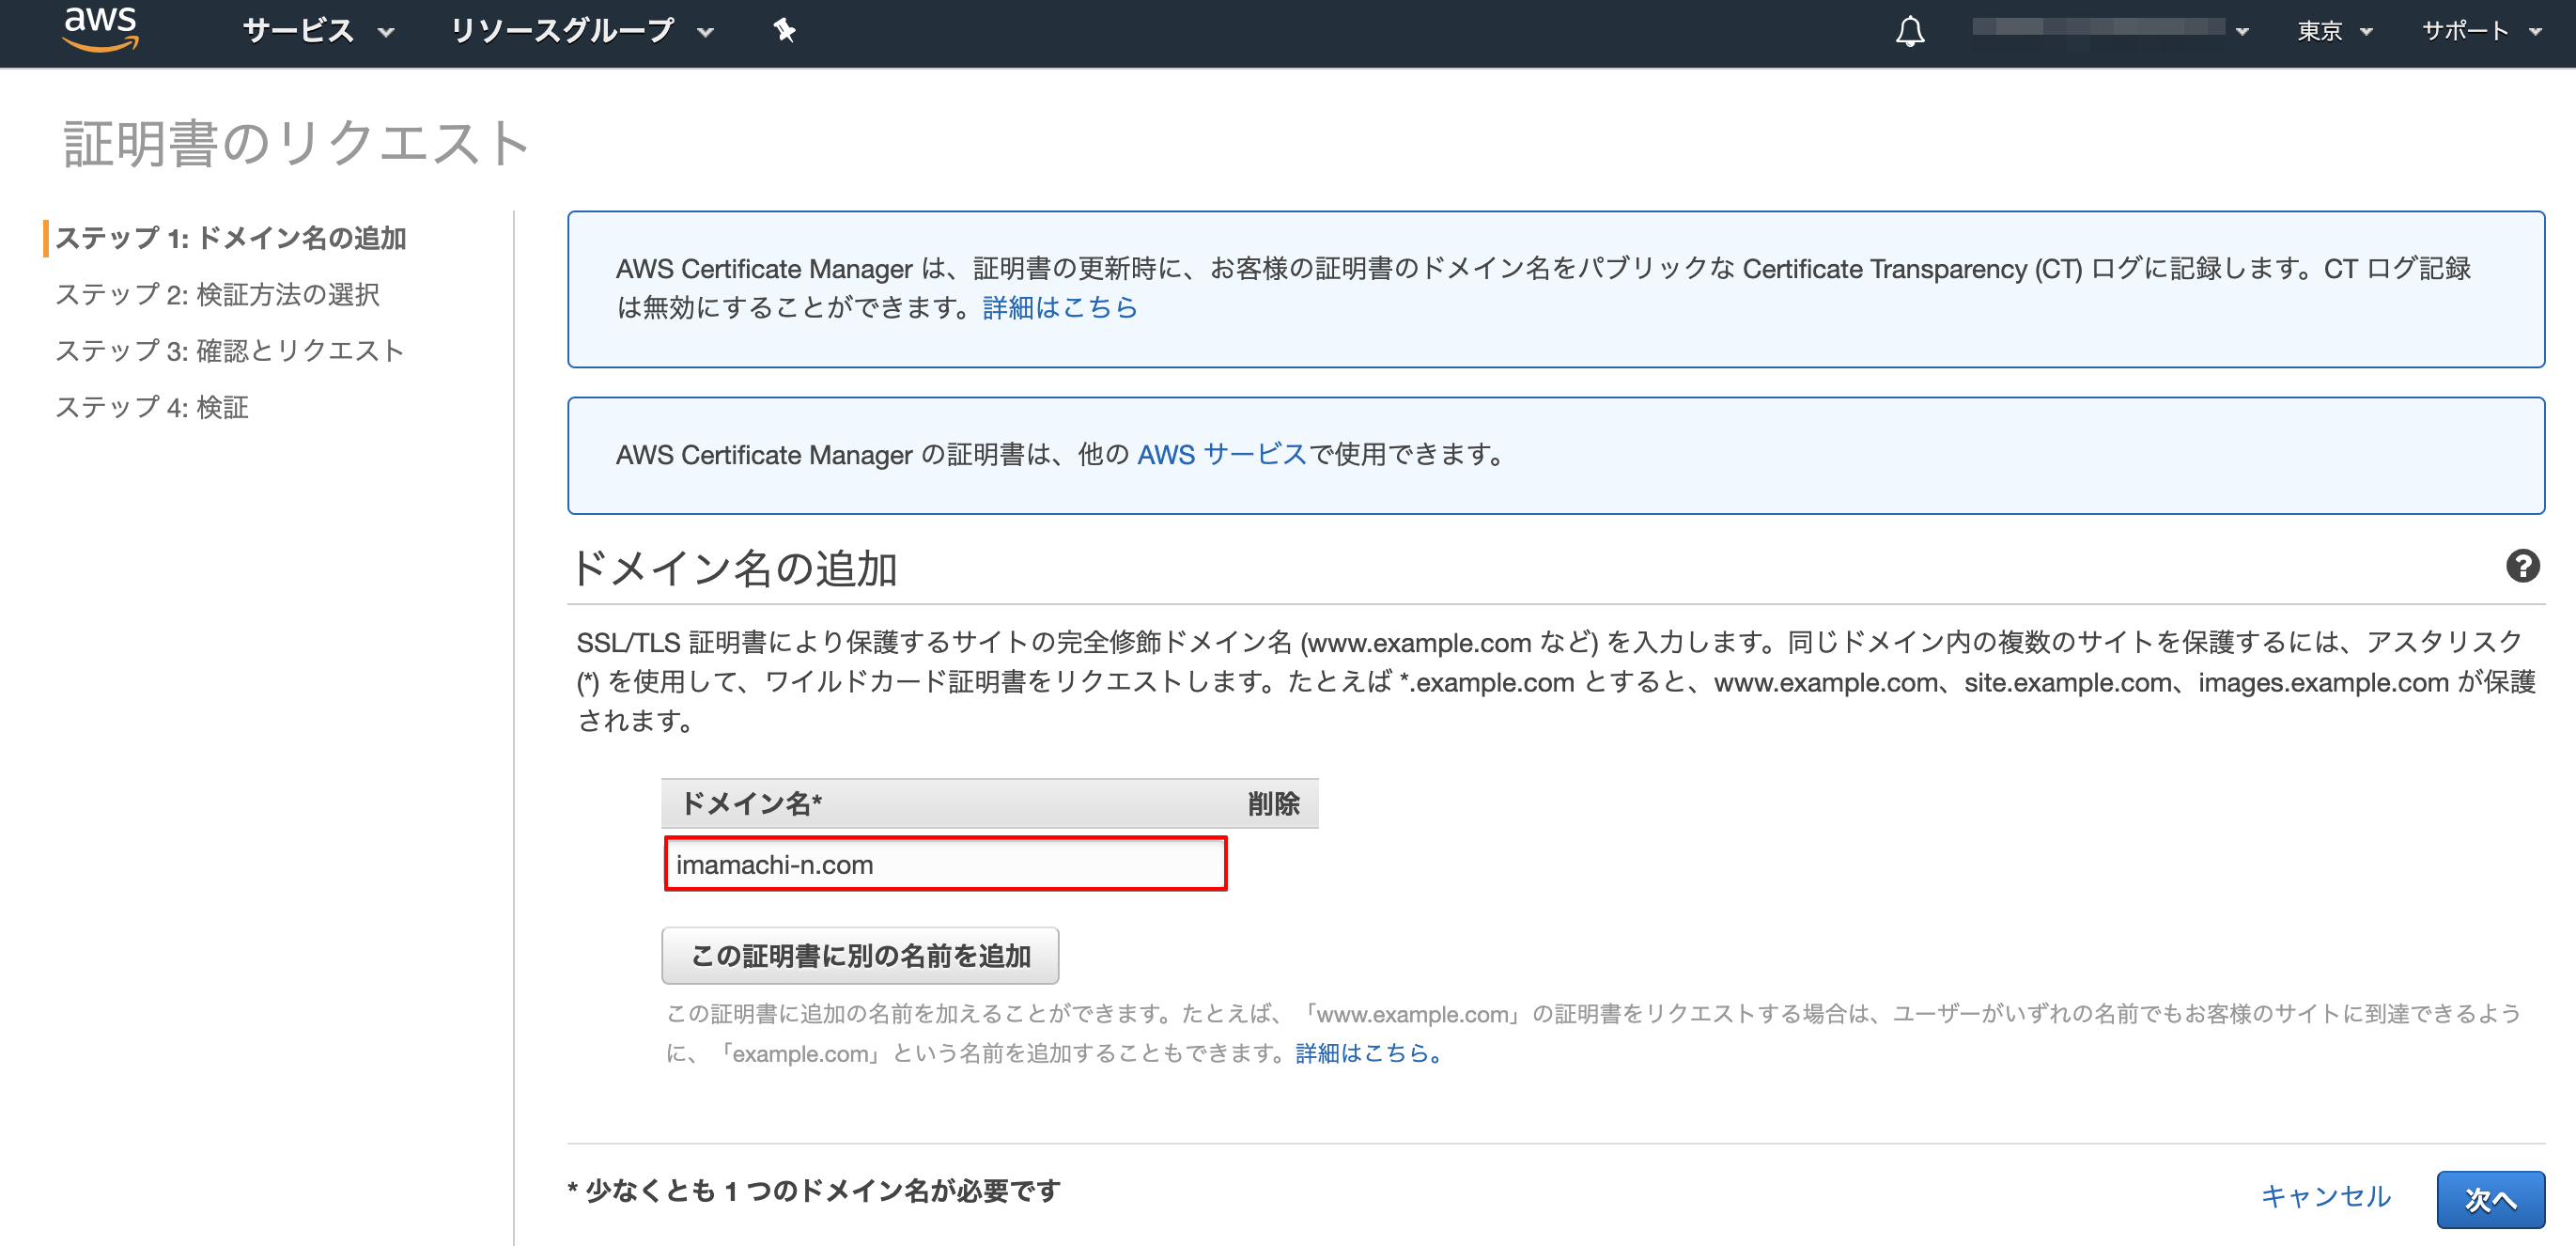 aws サービス リソースグループ 東京 サポート
証明書のリクエスト
ステップ 1: ドメイン名の追加
ステップ 2: 検証方法の選択
ステップ 3: 確認とリクエスト
ステップ 4: 検証
AWS Certificate Manager は、証明書の更新時に、お客様の証明書のドメイン名をパブリックな Certificate Transparency (CT) ログに記録します。CT ログ記録
は無効にすることができます。詳細はこちら
AWS Certificate Manager の証明書は、他の AWS サービスで使用できます。
ドメイン名の追加
?
SSL/TLS 証明書により保護するサイトの完全修飾ドメイン名 (www.example.com など) を入力します。同じドメイン内の複数のサイトを保護するには、アスタリスク
(*) を使用して、ワイルドカード証明書をリクエストします。たとえば *.example.com とすると、www.example.com、site.example.com、images.example.com が保護
されます。
ドメイン名* 削除
imamachi-n.com
この証明書に別の名前を追加
この証明書に追加の名前を加えることができます。たとえば、「www.example.com」の証明書をリクエストする場合は、ユーザーがいずれの名前でもお客様のサイトに到達できるよう
に、「example.com」という名前を追加することもできます。詳細はこちら。
* 少なくとも 1 つのドメイン名が必要です
キャンセル 次へ